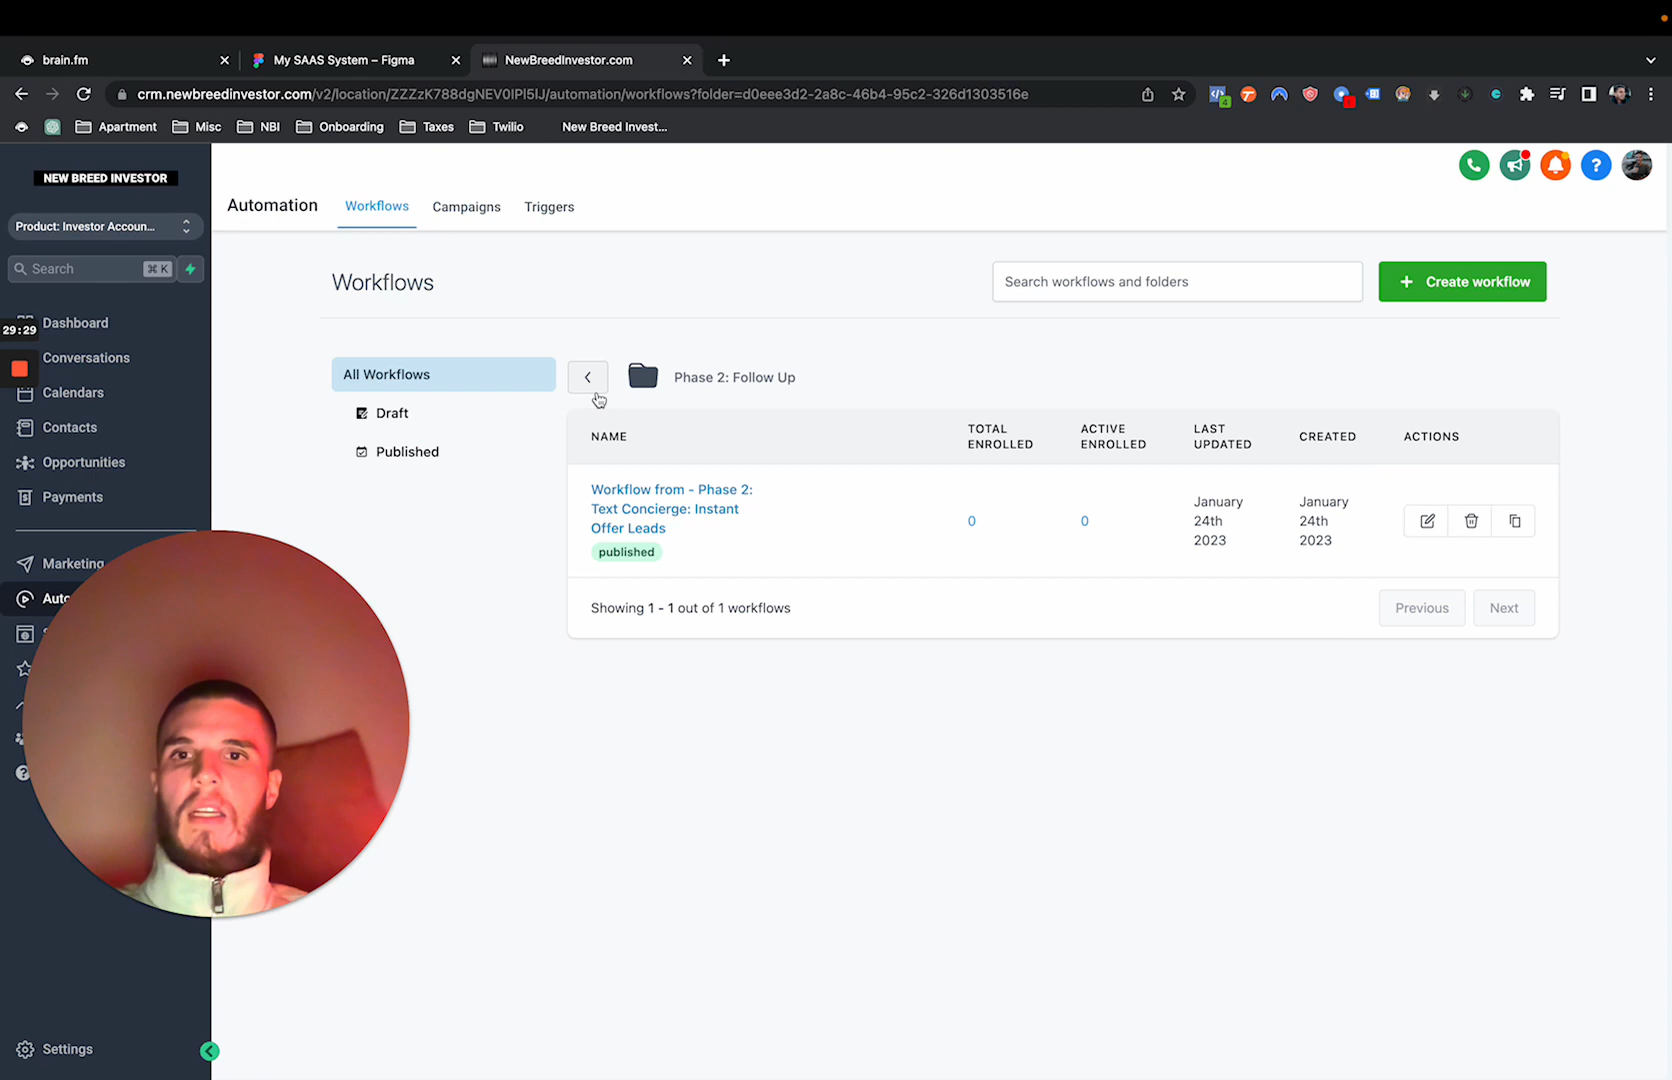 brain.fm
My SAAS System – Figma
NewBreedInvestor.com
crm.newbreedinvestor.com/v2/location/ZZZzK788dgNEV0IPI5IJ/automation/workflows?folder=d0eee3d2-2a8c-46b4-95c2-326d1303516e
4
Apartment
Misc
NBI
Onboarding
Taxes
Twilio
New Breed Invest...
NEW BREED INVESTOR
Product: Investor Accoun...
Search
⌘ K
29:29
Dashboard
Conversations
Calendars
Contacts
Opportunities
Payments
Marketing
Auto
Settings
Automation
Workflows
Campaigns
Triggers
Workflows
Search workflows and folders
+ Create workflow
All Workflows
Draft
Published
Phase 2: Follow Up
NAME
TOTAL
ENROLLED
ACTIVE
ENROLLED
LAST
UPDATED
CREATED
ACTIONS
Workflow from - Phase 2:
Text Concierge: Instant
Offer Leads
published
0
0
January
24th
2023
January
24th
2023
Showing 1 - 1 out of 1 workflows
Previous
Next